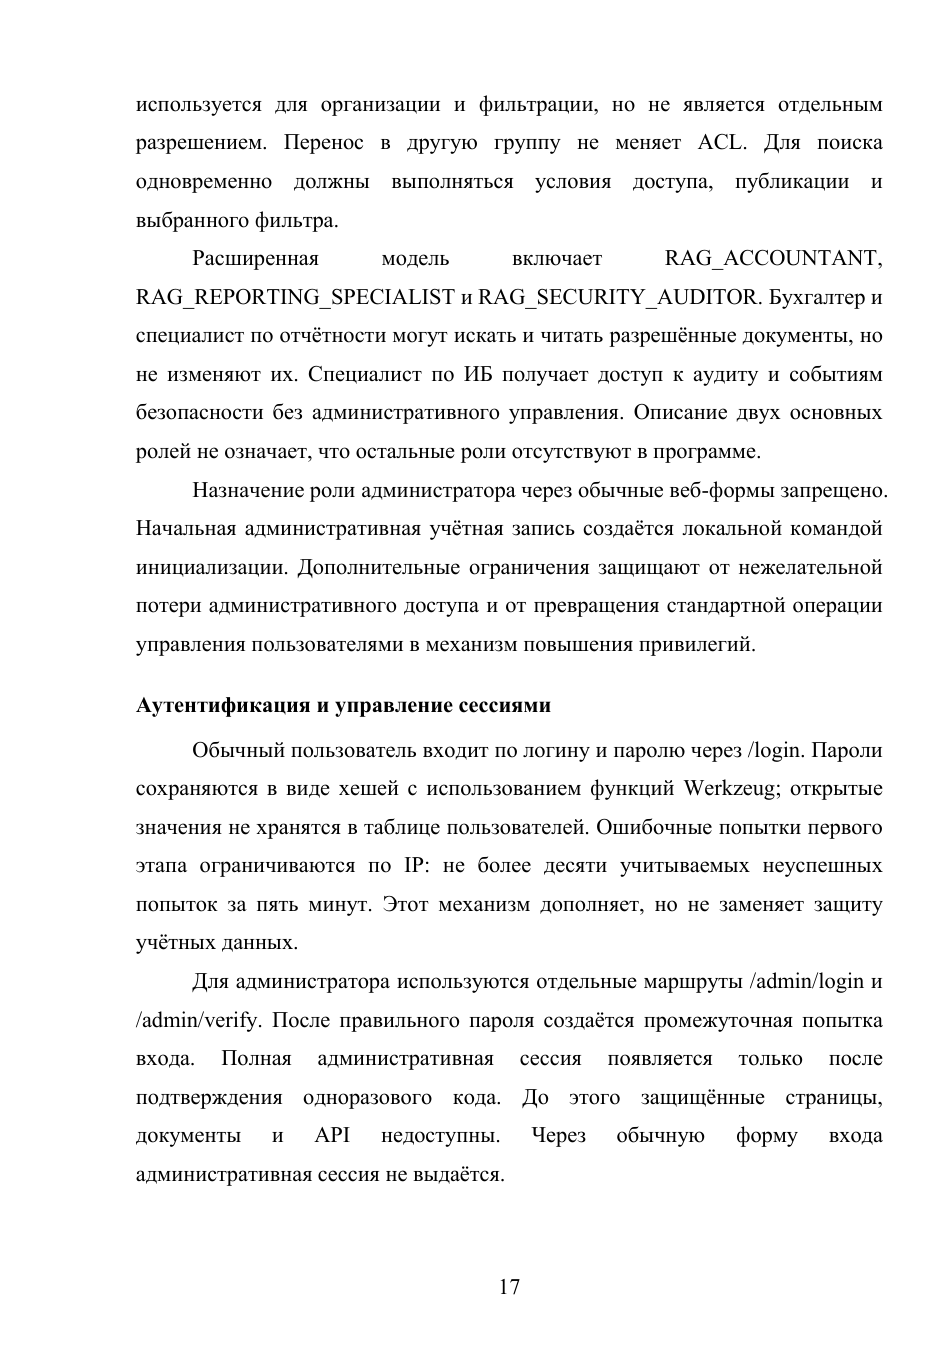 используется для организации и фильтрации, но не является отдельным
разрешением. Перенос в другую группу не меняет ACL. Для поиска
одновременно должны выполняться условия доступа, публикации и
выбранного фильтра.
Расширенная модель включает RAG_ACCOUNTANT,
RAG_REPORTING_SPECIALIST и RAG_SECURITY_AUDITOR. Бухгалтер и
специалист по отчётности могут искать и читать разрешённые документы, но
не изменяют их. Специалист по ИБ получает доступ к аудиту и событиям
безопасности без административного управления. Описание двух основных
ролей не означает, что остальные роли отсутствуют в программе.
Назначение роли администратора через обычные веб-формы запрещено.
Начальная административная учётная запись создаётся локальной командой
инициализации. Дополнительные ограничения защищают от нежелательной
потери административного доступа и от превращения стандартной операции
управления пользователями в механизм повышения привилегий.
Аутентификация и управление сессиями
Обычный пользователь входит по логину и паролю через /login. Пароли
сохраняются в виде хешей с использованием функций Werkzeug; открытые
значения не хранятся в таблице пользователей. Ошибочные попытки первого
этапа ограничиваются по IP: не более десяти учитываемых неуспешных
попыток за пять минут. Этот механизм дополняет, но не заменяет защиту
учётных данных.
Для администратора используются отдельные маршруты /admin/login и
/admin/verify. После правильного пароля создаётся промежуточная попытка
входа. Полная административная сессия появляется только после
подтверждения одноразового кода. До этого защищённые страницы,
документы и API недоступны. Через обычную форму входа
административная сессия не выдаётся.
17